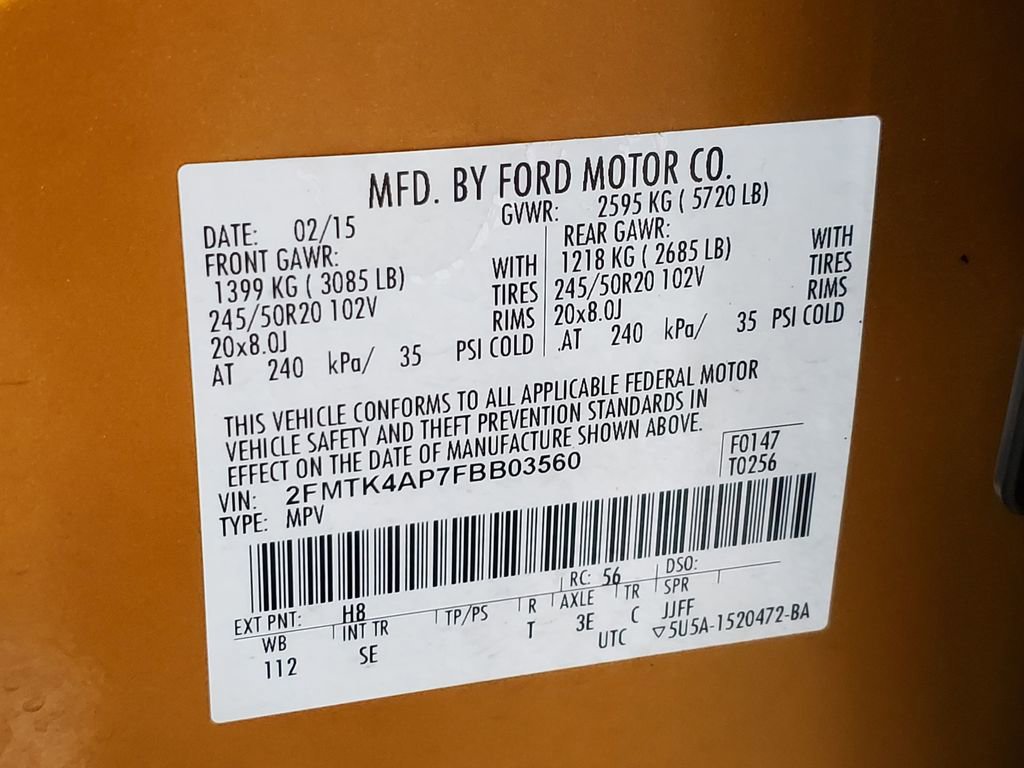 MFD. BY FORD MOTOR CO.
DATE: 02/15 GVWR: 2595 KG ( 5720 LB)
FRONT GAWR: REAR GAWR:
1399 KG ( 3085 LB) WITH 1218 KG ( 2685 LB) WITH
245/50R20 102V TIRES 245/50R20 102V TIRES
20x8.0J RIMS 20x8.0J RIMS
AT 240 kPa/ 35 PSI COLD AT 240 kPa/ 35 PSI COLD
THIS VEHICLE CONFORMS TO ALL APPLICABLE FEDERAL MOTOR
VEHICLE SAFETY AND THEFT PREVENTION STANDARDS IN
EFFECT ON THE DATE OF MANUFACTURE SHOWN ABOVE.
F0147
T0256
VIN: 2FMTK4AP7FBB03560
TYPE: MPV
EXT PNT: H8 RC: 56 DSO:
WB INT TR TP/PS R AXLE TR SPR
112 SE T 3E C JJFF
UTC ▽5U5A-1520472-BA